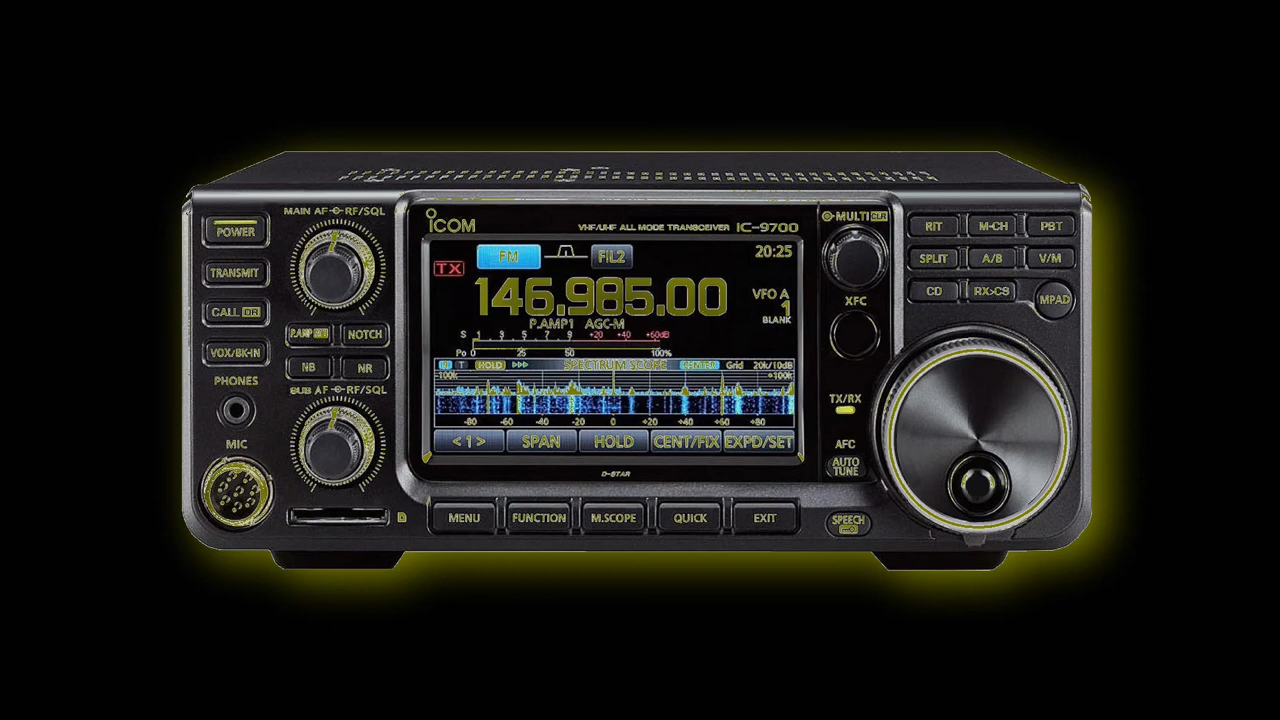 MAIN AF RF/SQL
POWER
TRANSMIT
CALL DR
VOX/BK-IN
P.AMP
NOTCH
NB
NR
PHONES
SUB AF RF/SQL
MIC
ICOM
VHF/UHF ALL MODE TRANSCEIVER IC-9700
FM FIL2 20:25
TX
146.985.00
VFO A
1
BLANK
P.AMP1 AGC-M
S 1 3 5 7 9 +20 +40 +60dB
Po 0 25 50 100%
HOLD SPECTRUM SCOPE CENTER Grid 20k/10dB
-100k +100k
-80 -60 -40 -20 0 +20 +40 +60 +80
<1> SPAN HOLD CENT/FIX EXPD/SET
D-STAR
MENU FUNCTION M.SCOPE QUICK EXIT
MULTI CLR
XFC
TX/RX
AFC
AUTO
TUNE
SPEECH
RIT M-CH PBT
SPLIT A/B V/M
CD RX>CS
MPAD